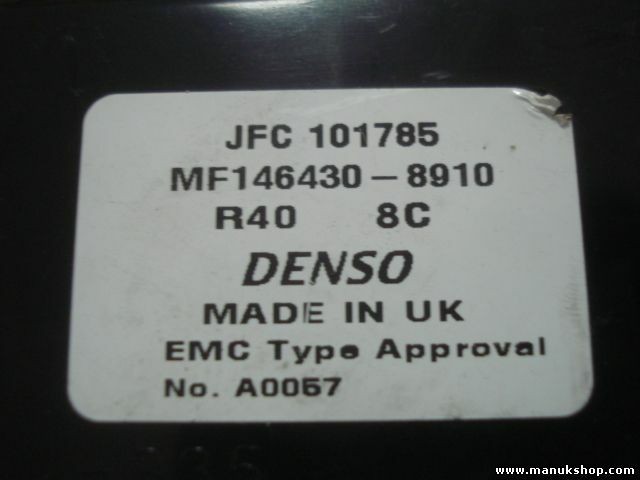 JFC 101785
MF146430-8910
R40 8C
DENSO
MADE IN UK
EMC Type Approval
No. A0057
www.manukshop.com